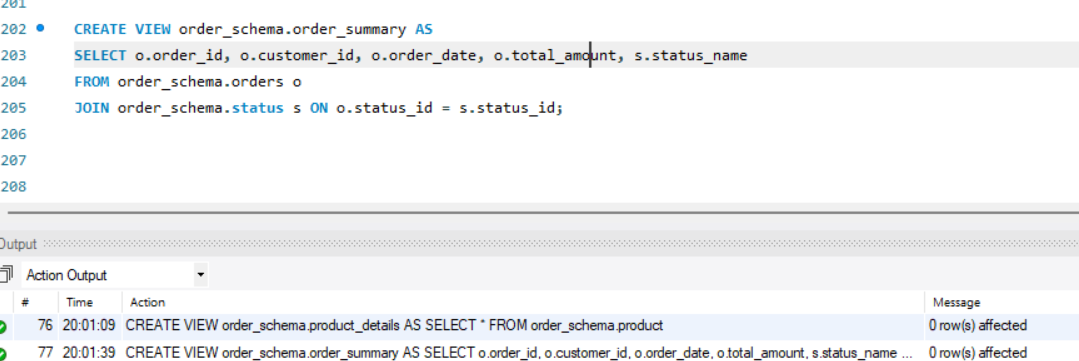 201
202 CREATE VIEW order_schema.order_summary AS
203 SELECT o.order_id, o.customer_id, o.order_date, o.total_amount, s.status_name
204 FROM order_schema.orders o
205 JOIN order_schema.status s ON o.status_id = s.status_id;
206
207
208
Output
Action Output
# Time Action Message
76 20:01:09 CREATE VIEW order_schema.product_details AS SELECT * FROM order_schema.product 0 row(s) affected
77 20:01:39 CREATE VIEW order_schema.order_summary AS SELECT o.order_id, o.customer_id, o.order_date, o.total_amount, s.status_name ... 0 row(s) affected